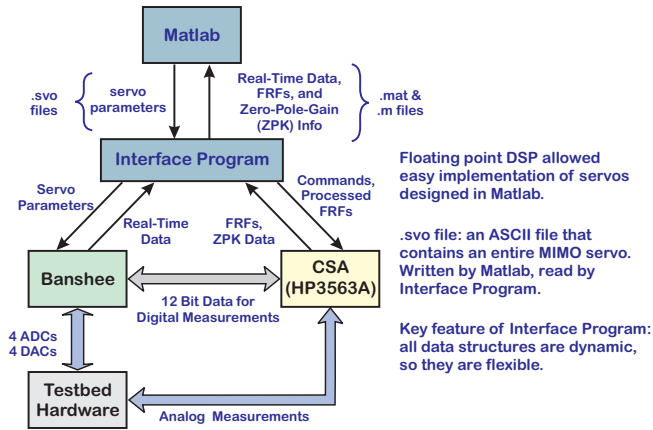 Matlab
.svo
files
servo
parameters
Real-Time Data,
FRFs, and
Zero-Pole-Gain
(ZPK) Info
.mat &
.m files
Interface Program
Servo
Parameters
Real-Time
Data
FRFs,
ZPK Data
Commands,
Processed
FRFs
Banshee
CSA
(HP3563A)
12 Bit Data for
Digital Measurements
4 ADCs
4 DACs
Testbed
Hardware
Analog Measurements
Floating point DSP allowed
easy implementation of servos
designed in Matlab.
.svo file: an ASCII file that
contains an entire MIMO servo.
Written by Matlab, read by
Interface Program.
Key feature of Interface Program:
all data structures are dynamic,
so they are flexible.